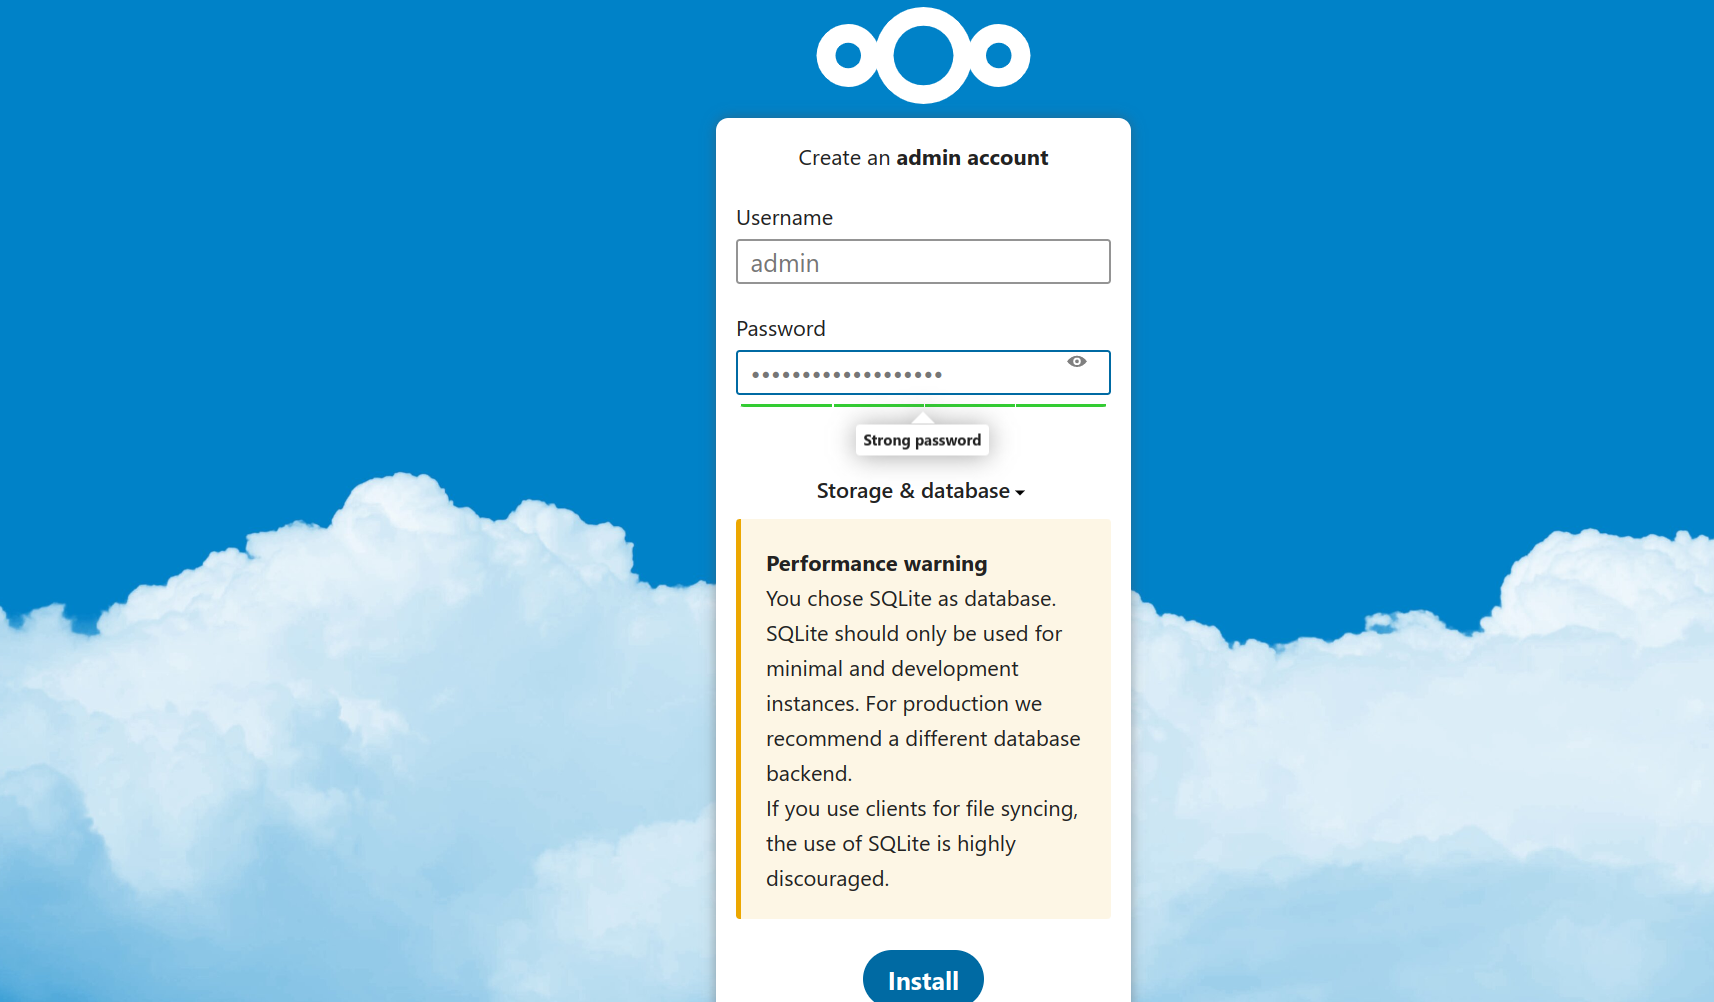 Create an admin account
Username
admin
Password
•••••••••••••••••••
Strong password
Storage & database
Performance warning
You chose SQLite as database.
SQLite should only be used for
minimal and development
instances. For production we
recommend a different database
backend.
If you use clients for file syncing,
the use of SQLite is highly
discouraged.
Install